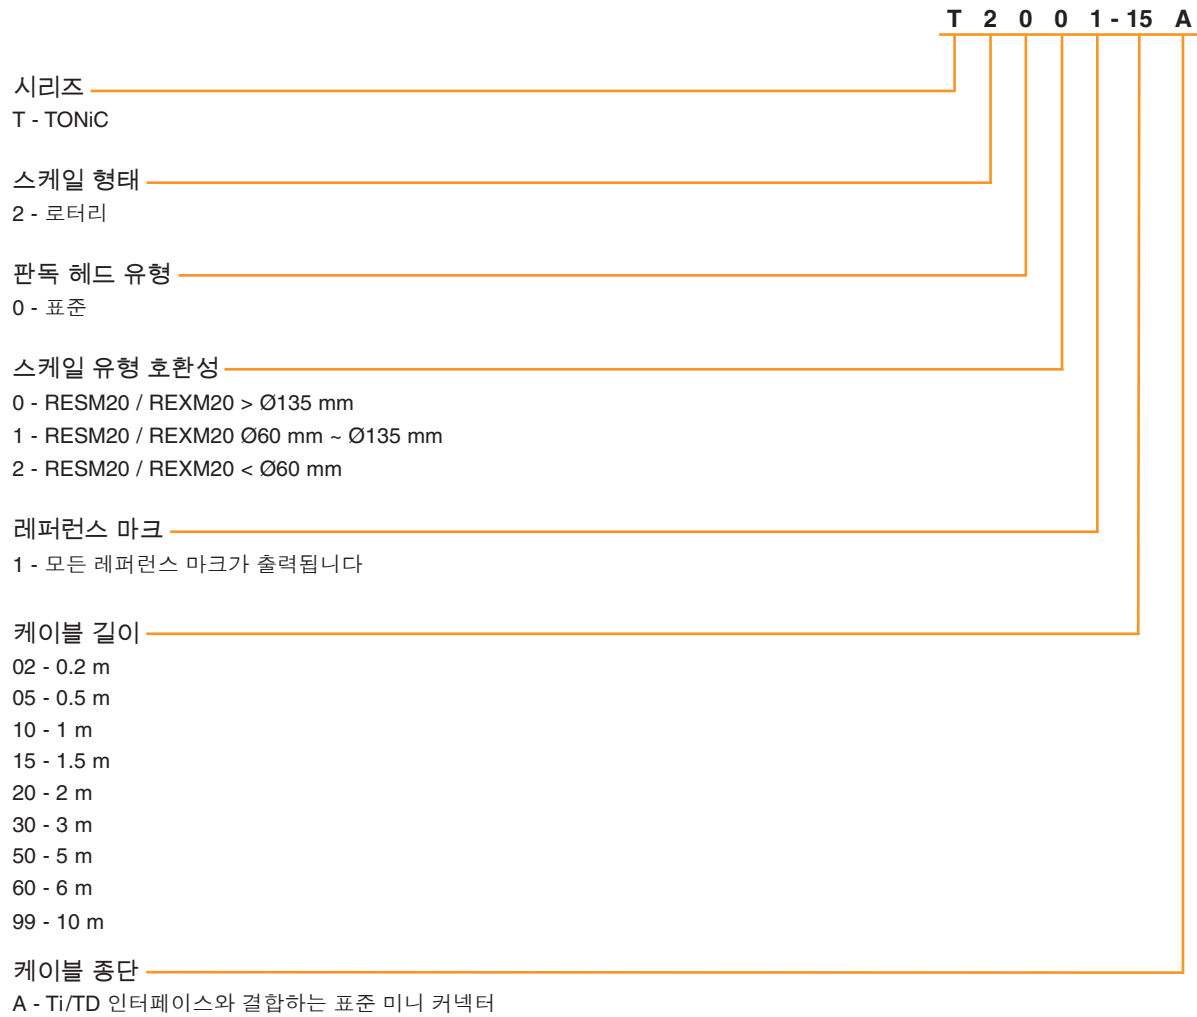 T 2 0 0 1 - 15 A
시리즈
T - TONiC
스케일 형태
2 - 로터리
판독 헤드 유형
0 - 표준
스케일 유형 호환성
0 - RESM20 / REXM20 > Ø135 mm
1 - RESM20 / REXM20 Ø60 mm ~ Ø135 mm
2 - RESM20 / REXM20 < Ø60 mm
레퍼런스 마크
1 - 모든 레퍼런스 마크가 출력됩니다
케이블 길이
02 - 0.2 m
05 - 0.5 m
10 - 1 m
15 - 1.5 m
20 - 2 m
30 - 3 m
50 - 5 m
60 - 6 m
99 - 10 m
케이블 종단
A - Ti/TD 인터페이스와 결합하는 표준 미니 커넥터